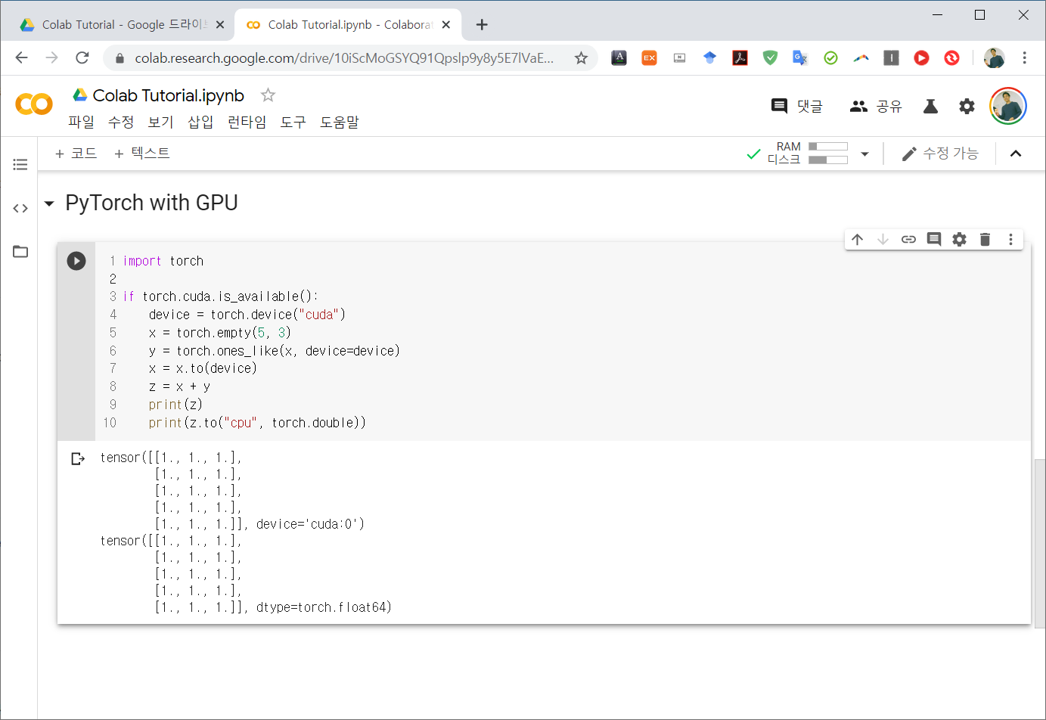 Colab Tutorial - Google 드라이브
Colab Tutorial.ipynb - Colaborat
colab.research.google.com/drive/10iScMoGSYQ91Qpslp9y8y5E7lVaE...
Colab Tutorial.ipynb
댓글
공유
파일 수정 보기 삽입 런타임 도구 도움말
+ 코드 + 텍스트
RAM
디스크
수정 가능
PyTorch with GPU
1 import torch
2
3 if torch.cuda.is_available():
4     device = torch.device("cuda")
5     x = torch.empty(5, 3)
6     y = torch.ones_like(x, device=device)
7     x = x.to(device)
8     z = x + y
9     print(z)
10     print(z.to("cpu", torch.double))
tensor([[1., 1., 1.],
        [1., 1., 1.],
        [1., 1., 1.],
        [1., 1., 1.],
        [1., 1., 1.]], device='cuda:0')
tensor([[1., 1., 1.],
        [1., 1., 1.],
        [1., 1., 1.],
        [1., 1., 1.],
        [1., 1., 1.]], dtype=torch.float64)